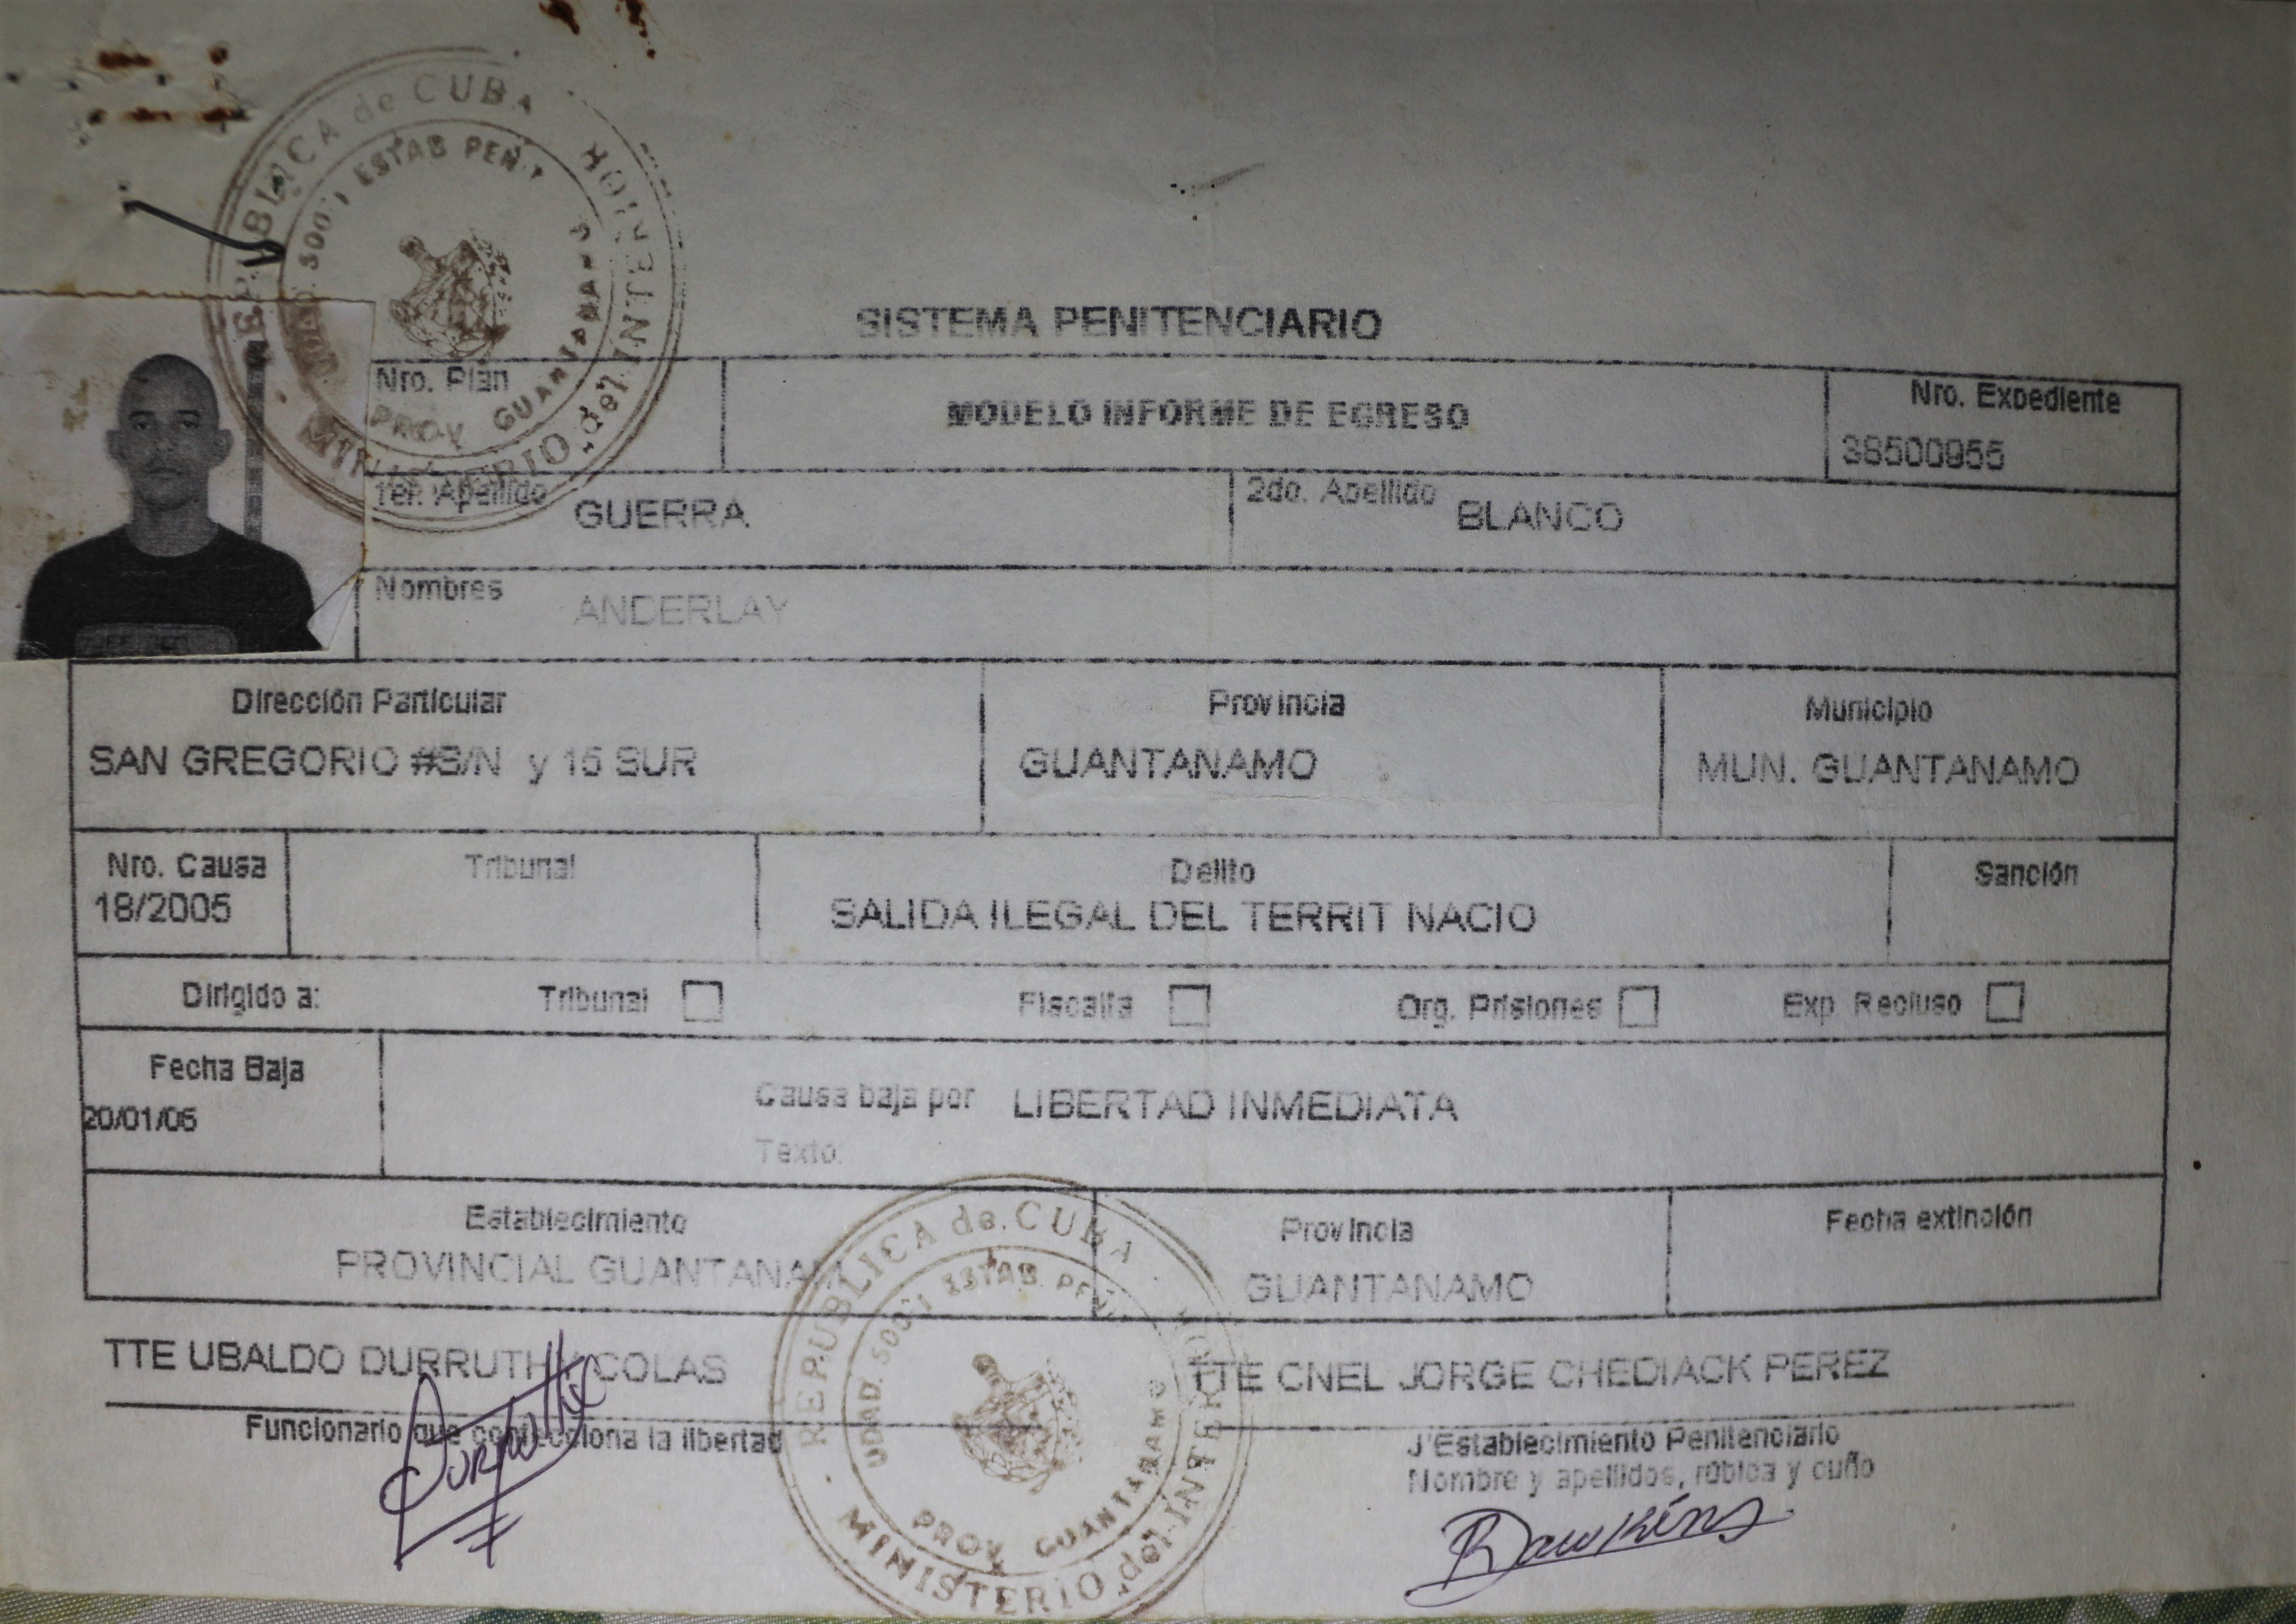 REPUBLICA de CUBA
MINISTERIO del INTERIOR
ESTAB PENIT
PROV GUANTANAMO
SISTEMA PENITENCIARIO
Nro. Plan
MODELO INFORME DE EGRESO
Nro. Expediente
38500955
1er. Apellido GUERRA
2do. Apellido BLANCO
Nombres ANDERLAY
Dirección Particular Provincia Municipio
SAN GREGORIO #S/N y 15 SUR GUANTANAMO MUN. GUANTANAMO
Nro. Causa Tribunal Delito Sanción
18/2005 SALIDA ILEGAL DEL TERRIT NACIO
Dirigido a: Tribunal Fiscalía Org. Prisiones Exp. Recluso
Fecha Baja
20/01/05
Causa baja por LIBERTAD INMEDIATA
Texto:
Establecimiento Provincia Fecha extinción
PROVINCIAL GUANTANAM GUANTANAMO
TTE UBALDO DURRUTHY COLAS TTE CNEL JORGE CHEDIACK PEREZ
Funcionario que confecciona la libertad
J'Establecimiento Penitenciario
Nombre y apellidos, rúbica y cuño
REPUBLICA de CUBA
MINISTERIO del INTERIOR
UDAD. ESTAB. PENIT
PROV GUANTANAMO